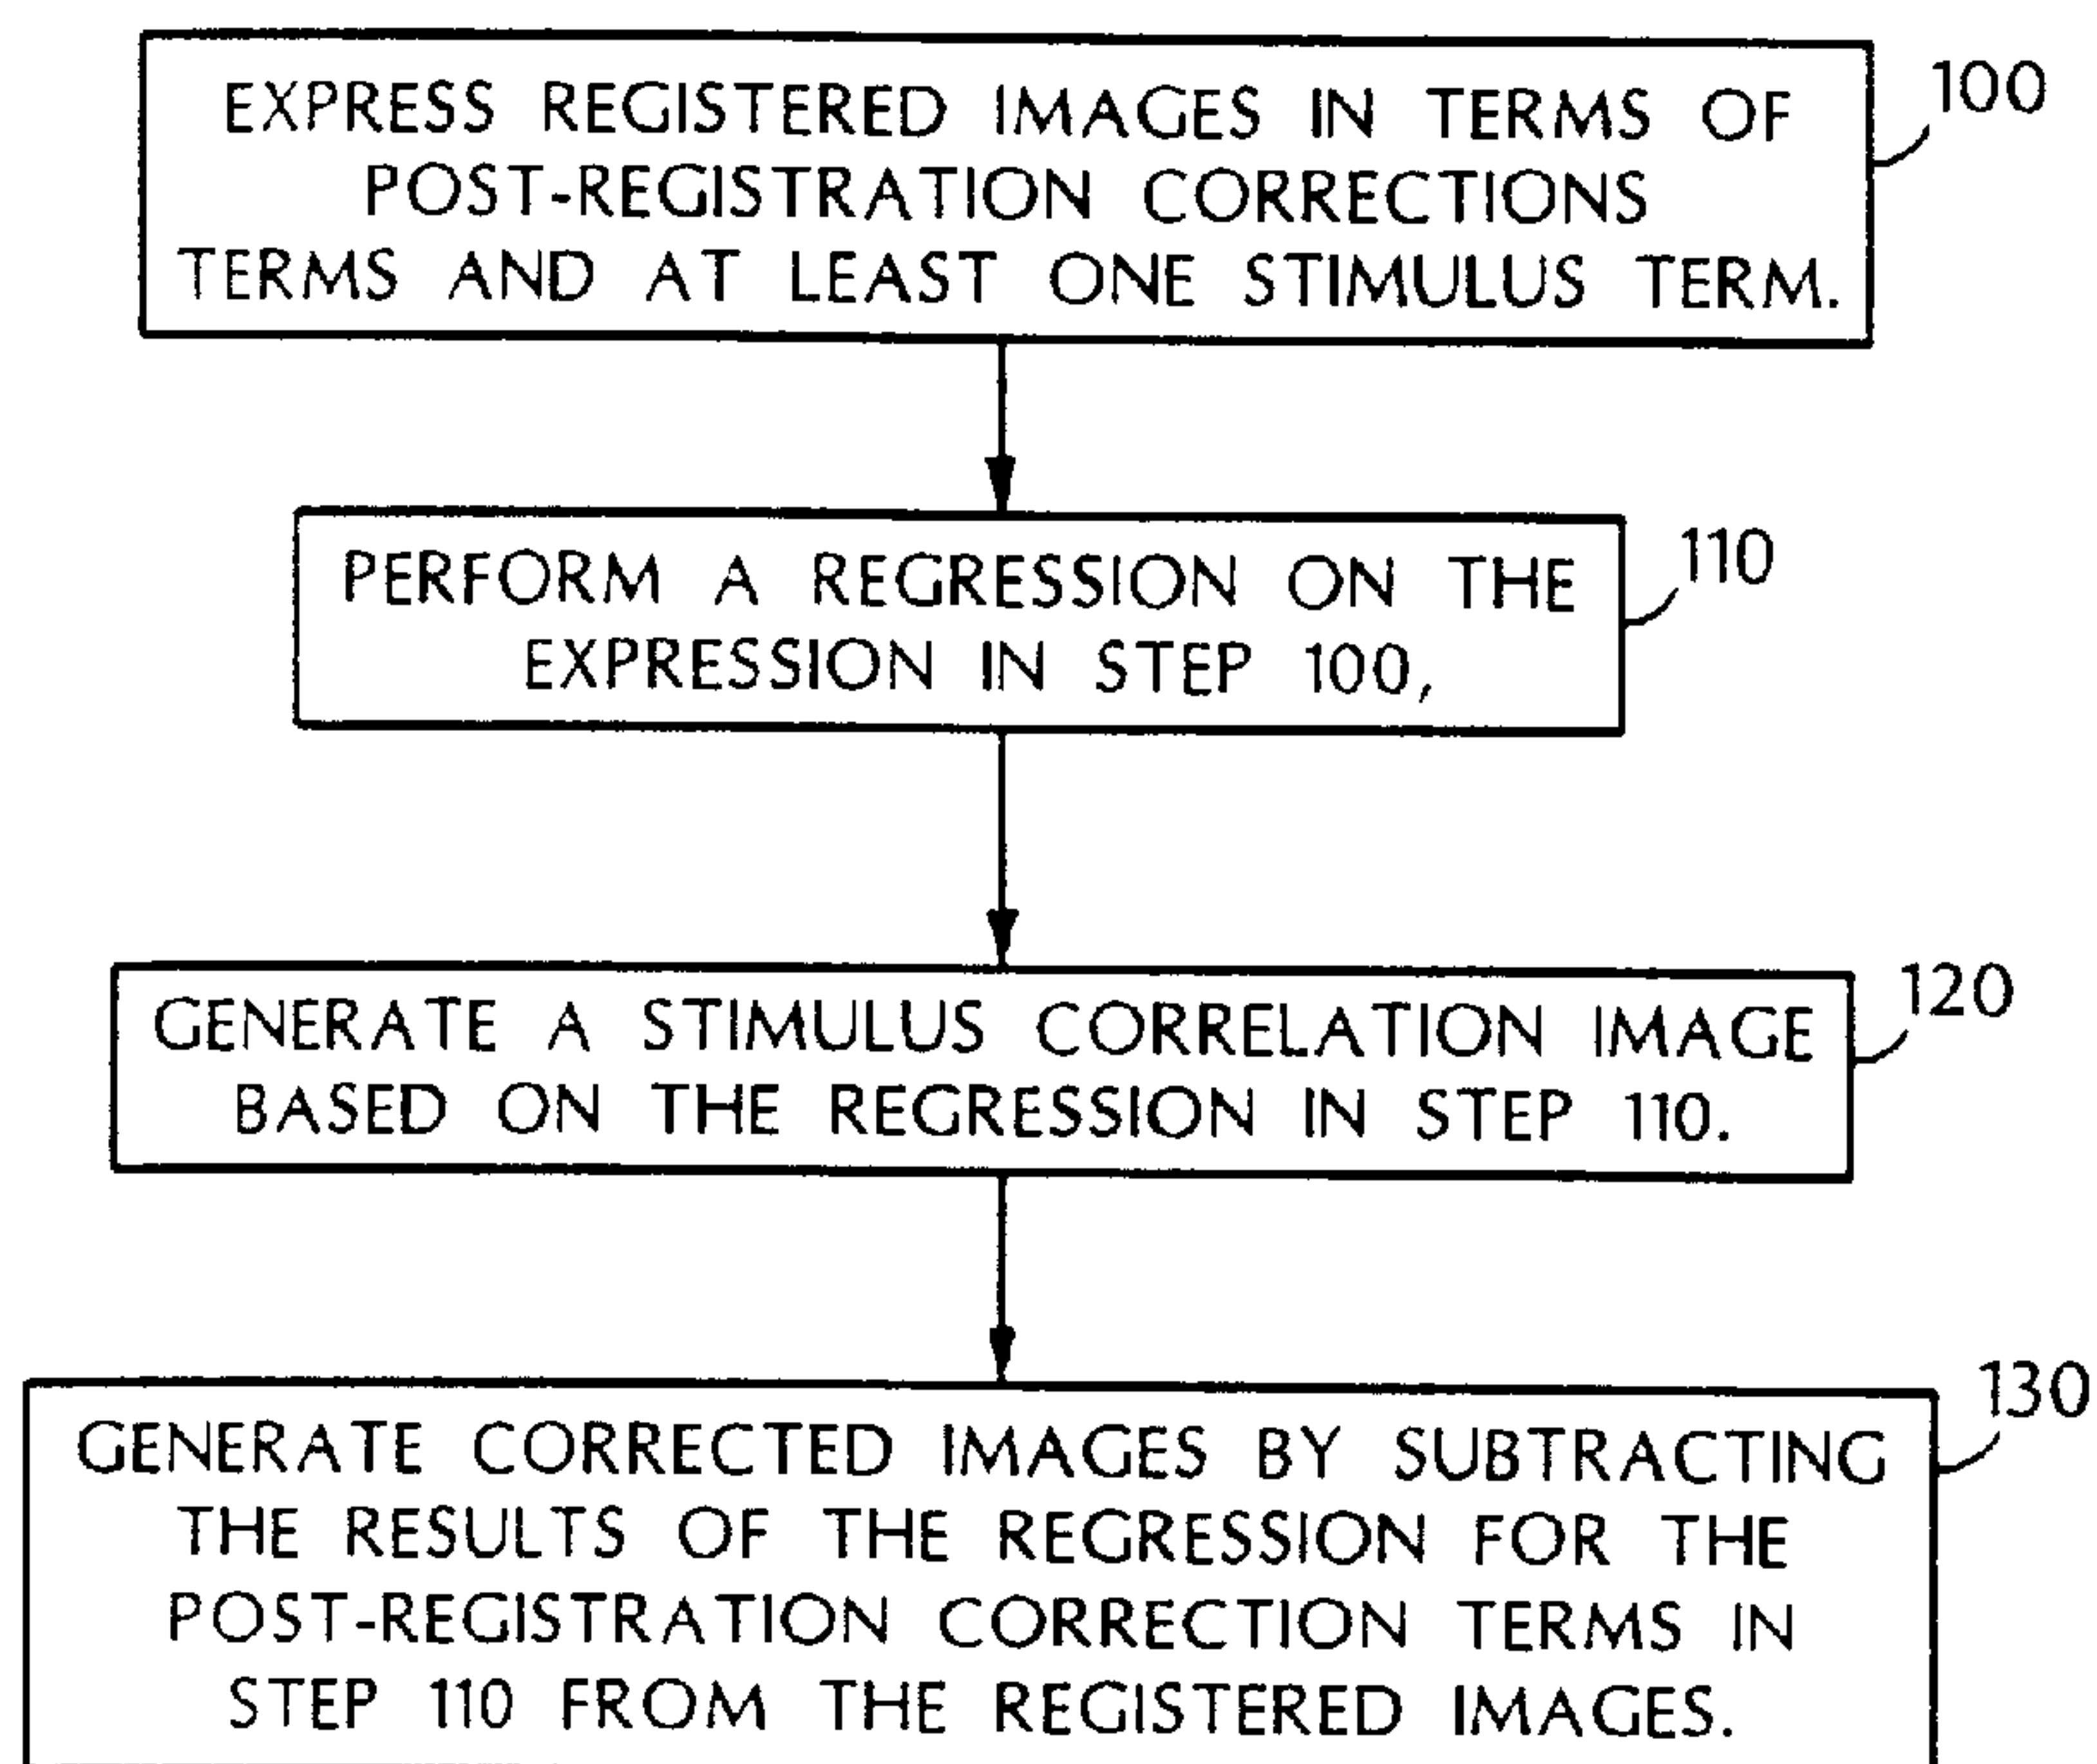 EXPRESS REGISTERED IMAGES IN TERMS OF
POST-REGISTRATION CORRECTIONS
TERMS AND AT LEAST ONE STIMULUS TERM.
100
PERFORM A REGRESSION ON THE
EXPRESSION IN STEP 100,
110
GENERATE A STIMULUS CORRELATION IMAGE
BASED ON THE REGRESSION IN STEP 110.
120
GENERATE CORRECTED IMAGES BY SUBTRACTING
THE RESULTS OF THE REGRESSION FOR THE
POST-REGISTRATION CORRECTION TERMS IN
STEP 110 FROM THE REGISTERED IMAGES.
130